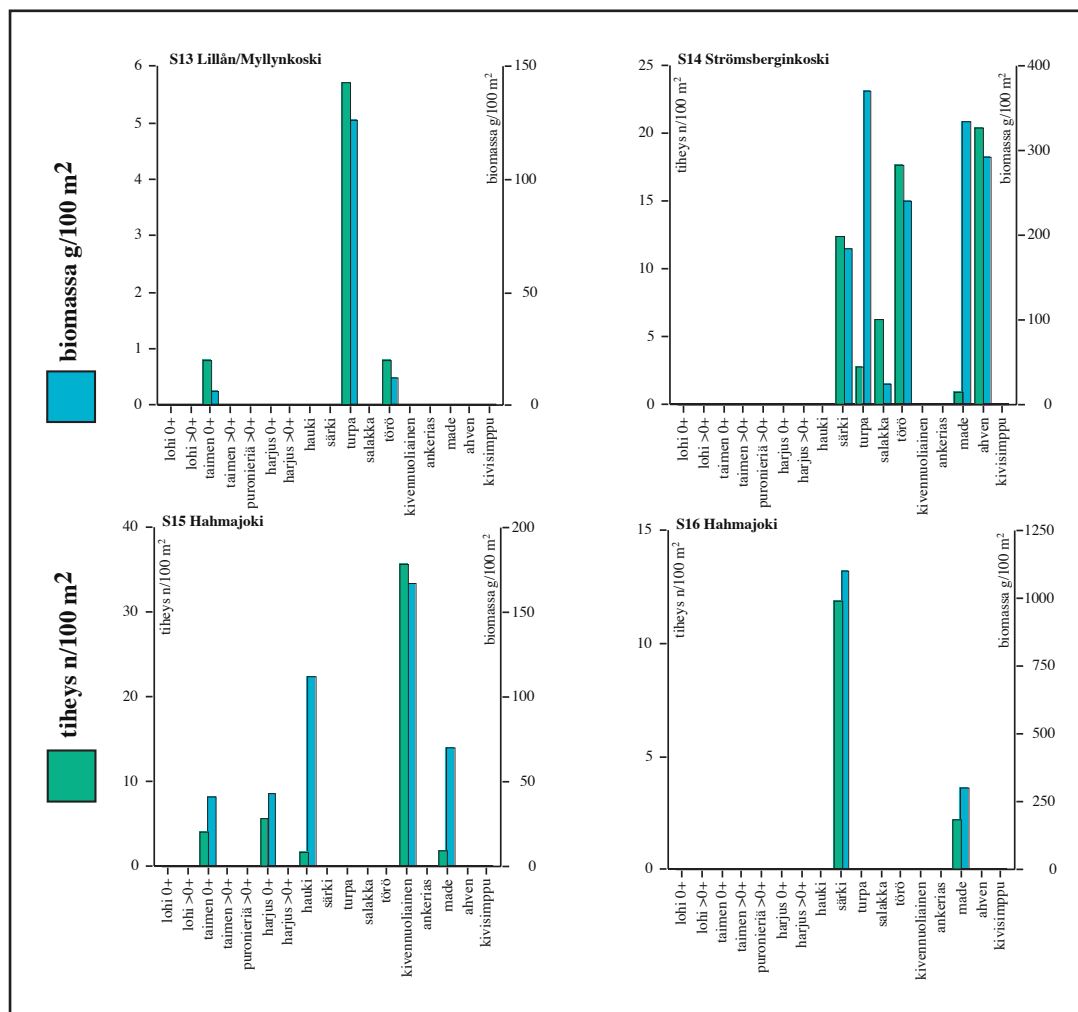 biomassa g/100 m²
tiheys n/100 m²
S13 Lillån/Myllynkoski
6
5
4
3
2
1
0
150
100
50
0
biomassa g/100 m²
lohi 0+
lohi >0+
taimen 0+
taimen >0+
puronieriä >0+
harjus 0+
harjus >0+
hauki
särki
turpa
salakka
törö
kivennuoliainen
ankerias
made
ahven
kivisimppu
S14 Strömsberginkoski
25
20
15
10
5
0
tiheys n/100 m²
400
300
200
100
0
biomassa g/100 m²
lohi 0+
lohi >0+
taimen 0+
taimen >0+
puronieriä >0+
harjus 0+
harjus >0+
hauki
särki
turpa
salakka
törö
kivennuoliainen
ankerias
made
ahven
kivisimppu
S15 Hahmajoki
40
30
20
10
0
tiheys n/100 m²
200
150
100
50
0
biomassa g/100 m²
lohi 0+
lohi >0+
taimen 0+
taimen >0+
puronieriä >0+
harjus 0+
harjus >0+
hauki
särki
turpa
salakka
törö
kivennuoliainen
ankerias
made
ahven
kivisimppu
S16 Hahmajoki
15
10
5
0
tiheys n/100 m²
1250
1000
750
500
250
0
biomassa g/100 m²
lohi 0+
lohi >0+
taimen 0+
taimen >0+
puronieriä >0+
harjus 0+
harjus >0+
hauki
särki
turpa
salakka
törö
kivennuoliainen
ankerias
made
ahven
kivisimppu